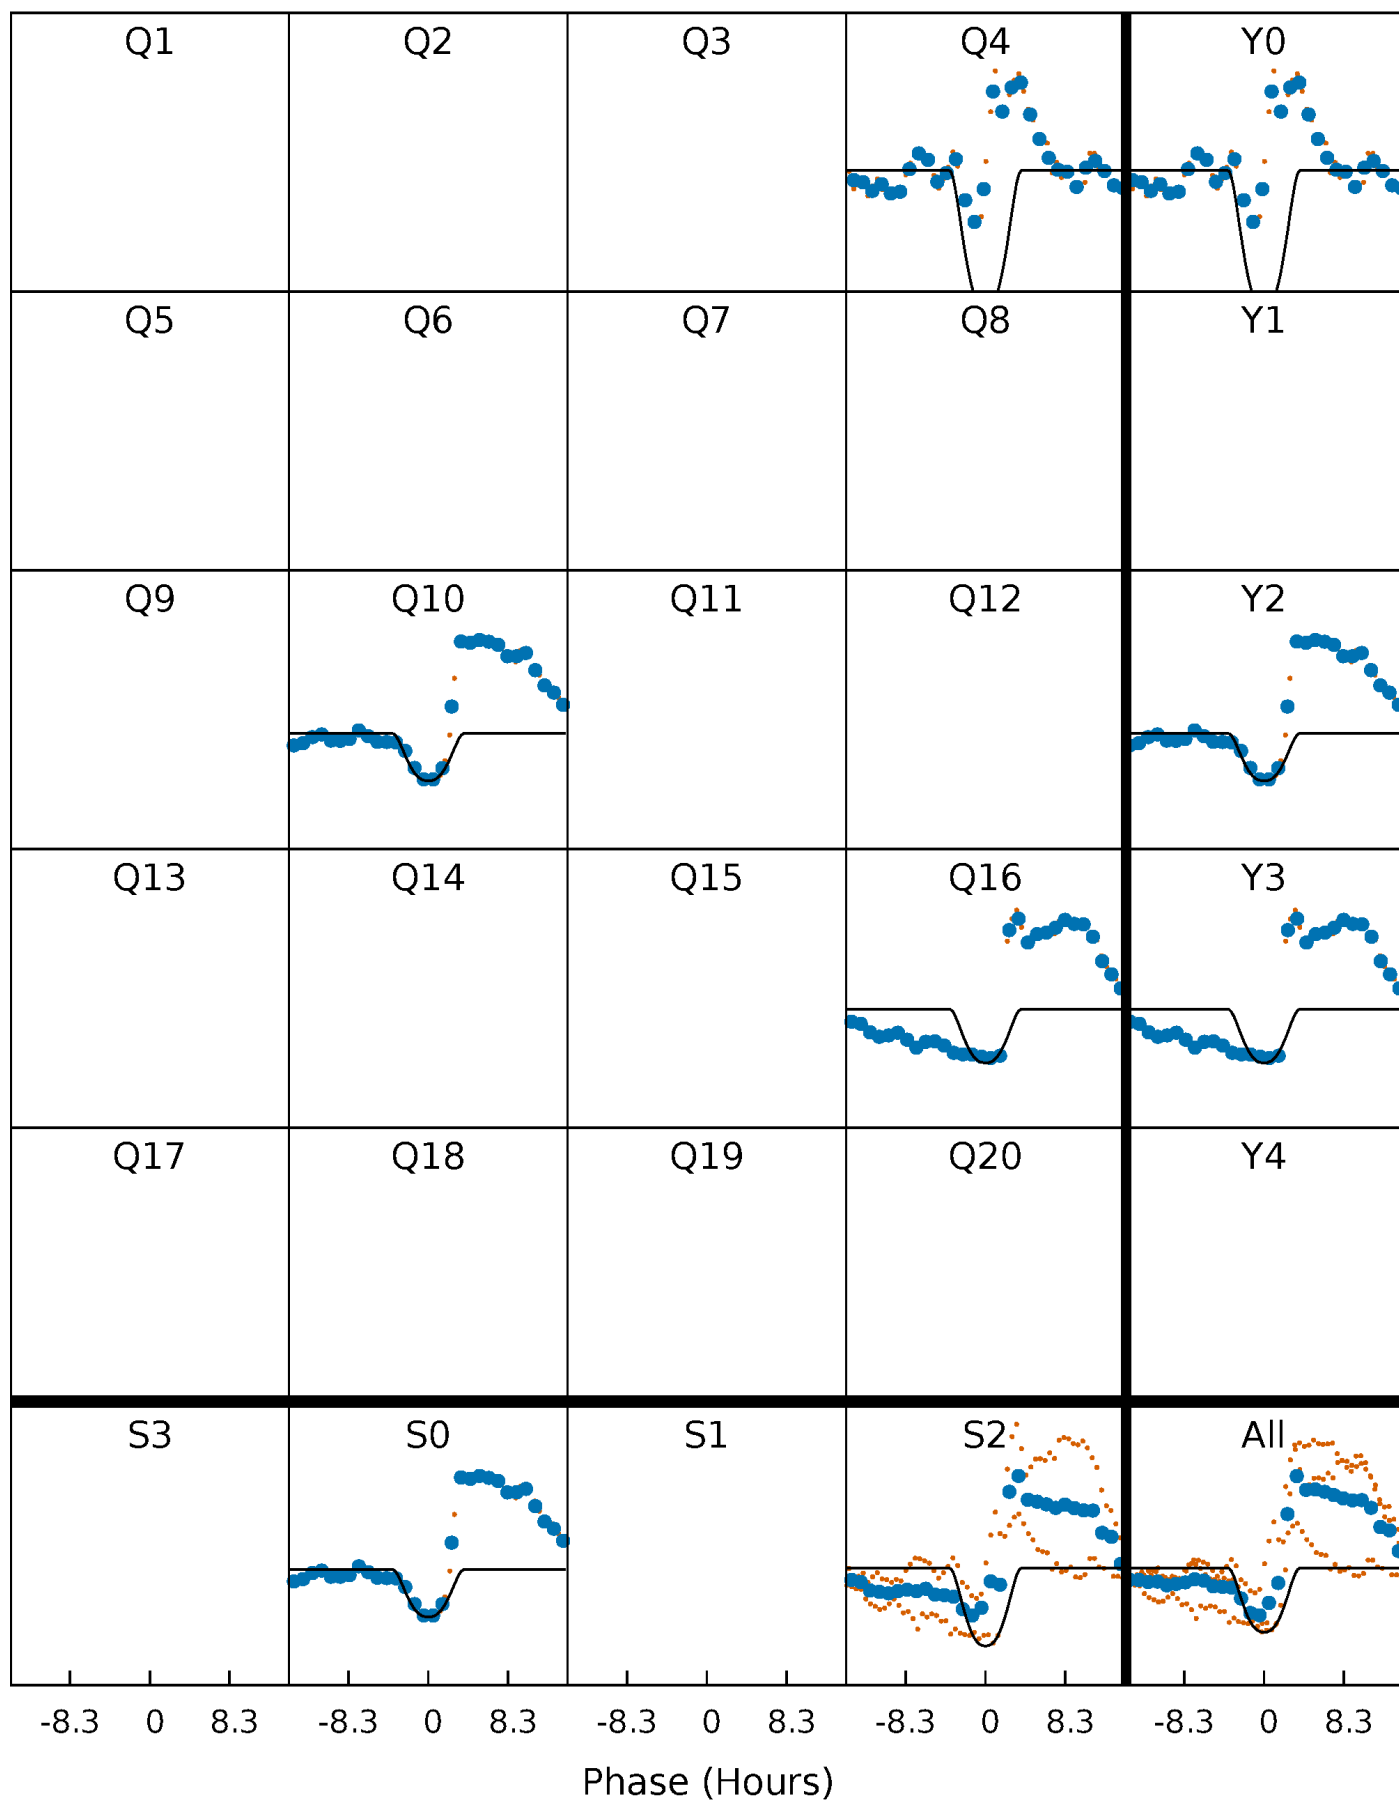 Q1 Q2 Q3 Q4 Y0
Q5 Q6 Q7 Q8 Y1
Q9 Q10 Q11 Q12 Y2
Q13 Q14 Q15 Q16 Y3
Q17 Q18 Q19 Q20 Y4
S3 S0 S1 S2 All
-8.3 0 8.3 -8.3 0 8.3 -8.3 0 8.3 -8.3 0 8.3 -8.3 0 8.3
Phase (Hours)